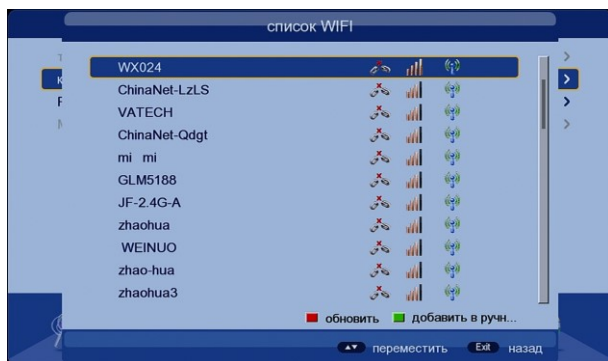 список WIFI
WX024
ChinaNet-LzLS
VATECH
ChinaNet-Qdgt
mi mi
GLM5188
JF-2.4G-A
zhaohua
WEINUO
zhao-hua
zhaohua3
обновить добавить в ручн...
переместить Exit назад